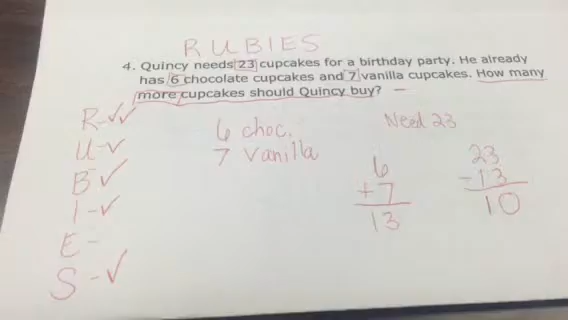 RUBIES
4. Quincy needs 23 cupcakes for a birthday party. He already
has 6 chocolate cupcakes and 7 vanilla cupcakes. How many
more cupcakes should Quincy buy? —
R-✓✓
U-✓
B✓
I-✓
E-
S-✓
6 choc.
7 vanilla
Need 23
6
+7
13
23
-13
10